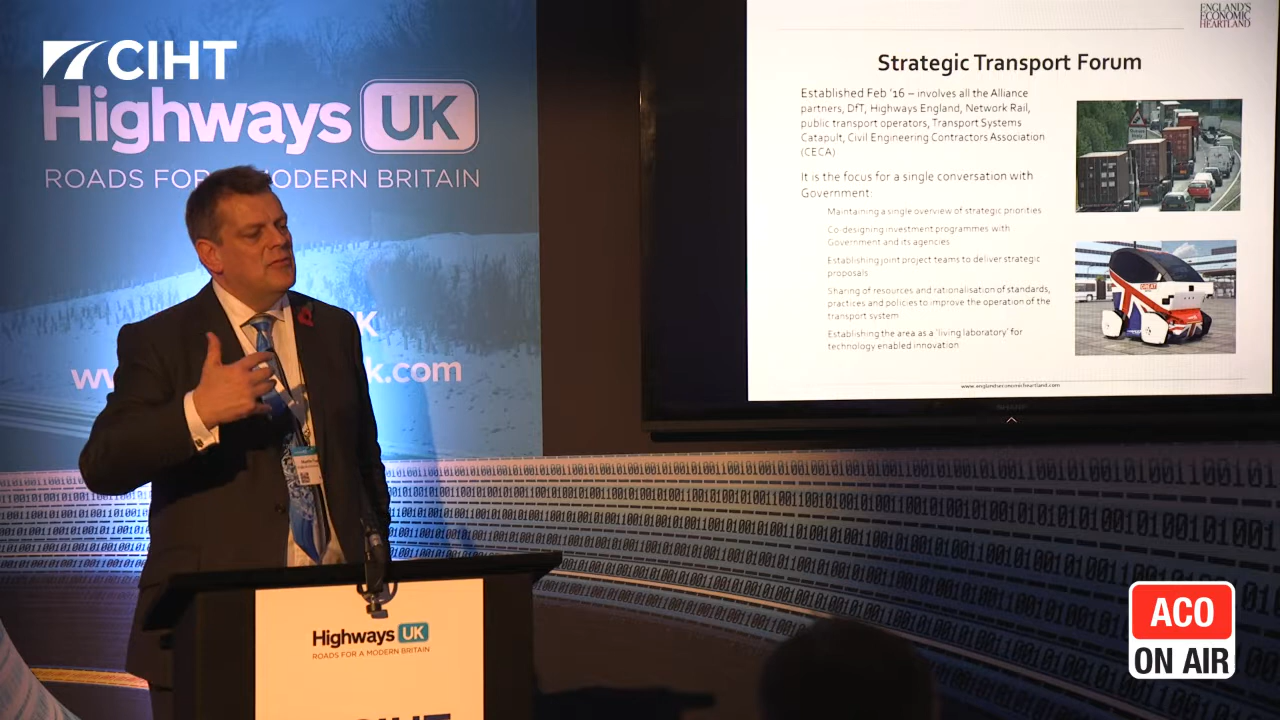 CIHT
Highways UK
ROADS FOR MODERN BRITAIN
k.com
Highways UK
ROADS FOR A MODERN BRITAIN
ENGLAND'S
ECONOMIC
HEARTLAND
Strategic Transport Forum
Established Feb '16 – involves all the Alliance
partners, DfT, Highways England, Network Rail,
public transport operators, Transport Systems
Catapult, Civil Engineering Contractors Association
(CECA)
It is the focus for a single conversation with
Government:
Maintaining a single overview of strategic priorities
Co-designing investment programmes with
Government and its agencies
Establishing joint project teams to deliver strategic
proposals
Sharing of resources and rationalisation of standards,
practices and policies to improve the operation of the
transport system
Establishing the area as a 'living laboratory' for
technology enabled innovation
GREAT
www.englandseconomicheartland.com
SHARP
ACO
ON AIR